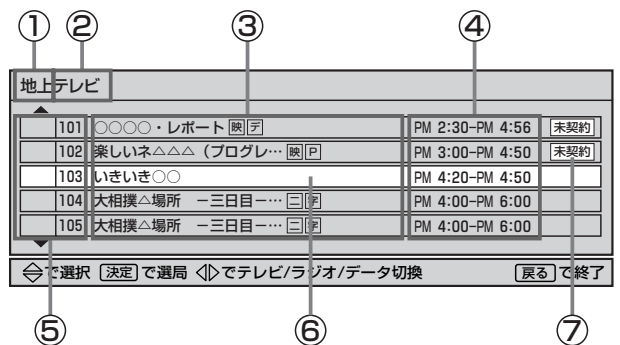 ① ② ③ ④
地上 テレビ
101 ○○○○・レポート 映 デ PM 2:30-PM 4:56 未契約
102 楽しいネ△△△（プログレ… 映 P PM 3:00-PM 4:50 未契約
103 いきいき○○ PM 4:20-PM 4:50
104 大相撲△場所 －三日目－… 二 字 PM 4:00-PM 6:00
105 大相撲△場所 －三日目－… 二 字 PM 4:00-PM 6:00
で選択 決定 で選局 でテレビ/ラジオ/データ切換 戻る で終了
⑤ ⑥ ⑦